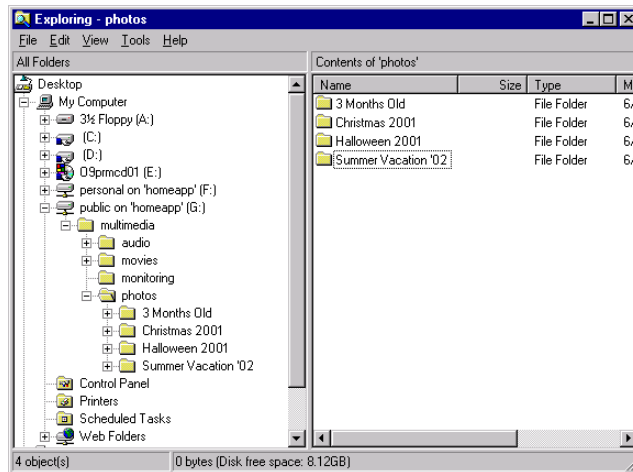 Exploring - photos
File Edit View Tools Help
All Folders
Contents of 'photos'
Desktop
My Computer
3½ Floppy (A:)
(C:)
(D:)
09prmcd01 (E:)
personal on 'homeapp' (F:)
public on 'homeapp' (G:)
multimedia
audio
movies
monitoring
photos
3 Months Old
Christmas 2001
Halloween 2001
Summer Vacation '02
Control Panel
Printers
Scheduled Tasks
Web Folders
Name Size Type M
3 Months Old File Folder 6/
Christmas 2001 File Folder 6/
Halloween 2001 File Folder 6/
Summer Vacation '02 File Folder 6/
4 object(s) 0 bytes (Disk free space: 8.12GB)